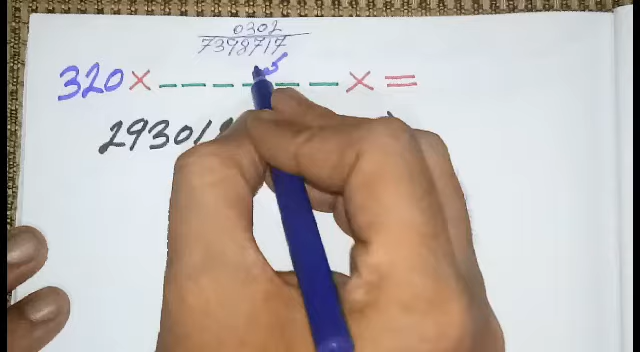 0302
7398717
320 × - - - - - - × =
29301